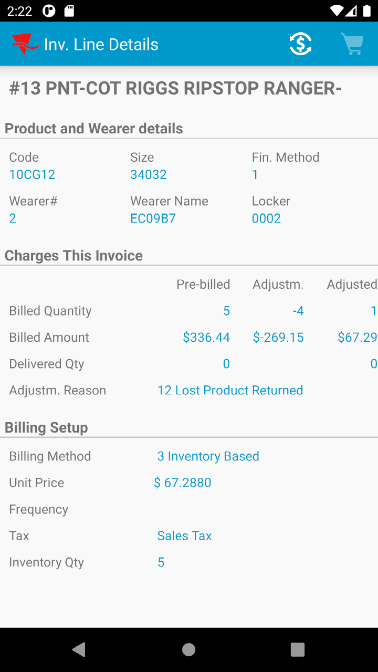 2:22
Inv. Line Details
#13 PNT-COT RIGGS RIPSTOP RANGER-
Product and Wearer details
Code Size Fin. Method
10CG12 34032 1
Wearer# Wearer Name Locker
2 EC09B7 0002
Charges This Invoice
Pre-billed Adjustm. Adjusted
Billed Quantity 5 -4 1
Billed Amount $336.44 $-269.15 $67.29
Delivered Qty 0 0
Adjustm. Reason 12 Lost Product Returned
Billing Setup
Billing Method 3 Inventory Based
Unit Price $ 67.2880
Frequency
Tax Sales Tax
Inventory Qty 5